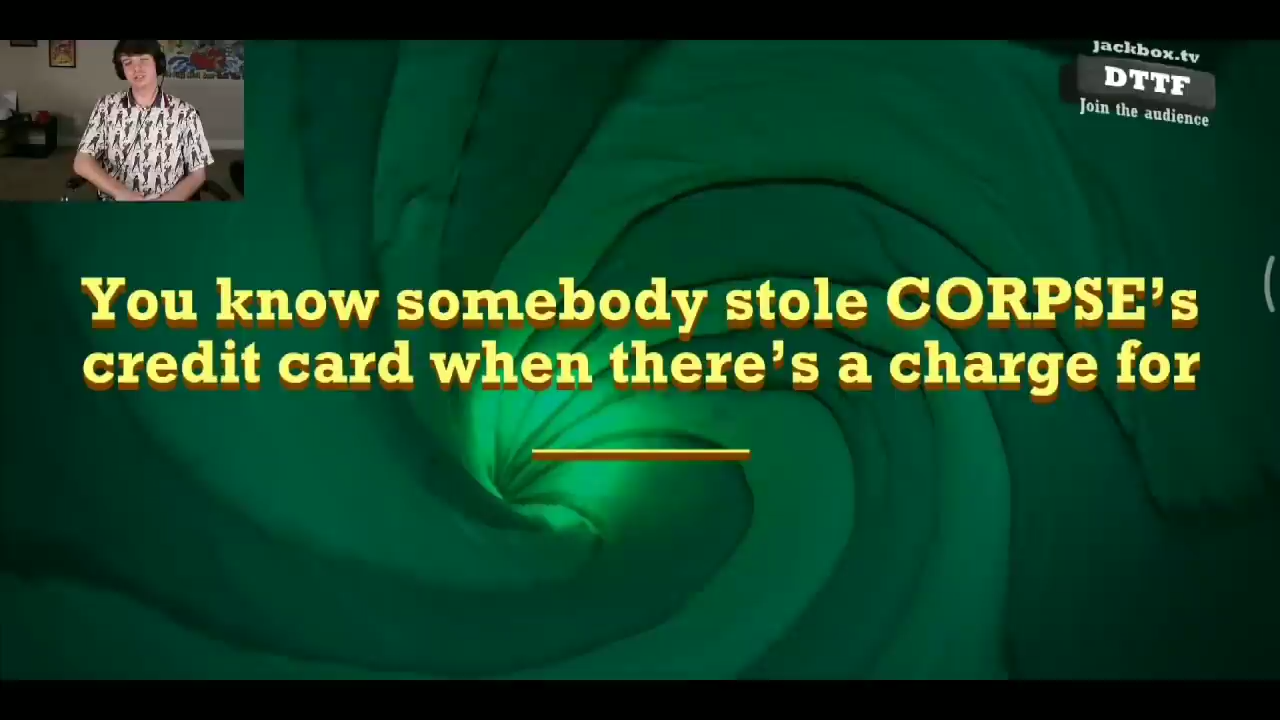 jackbox.tv
DTTF
Join the audience
You know somebody stole CORPSE's
credit card when there's a charge for